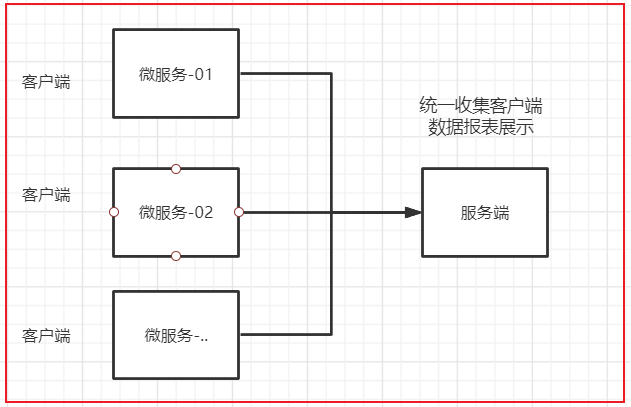 客户端
微服务-01
统一收集客户端
数据报表展示
客户端
微服务-02
服务端
客户端
微服务-..